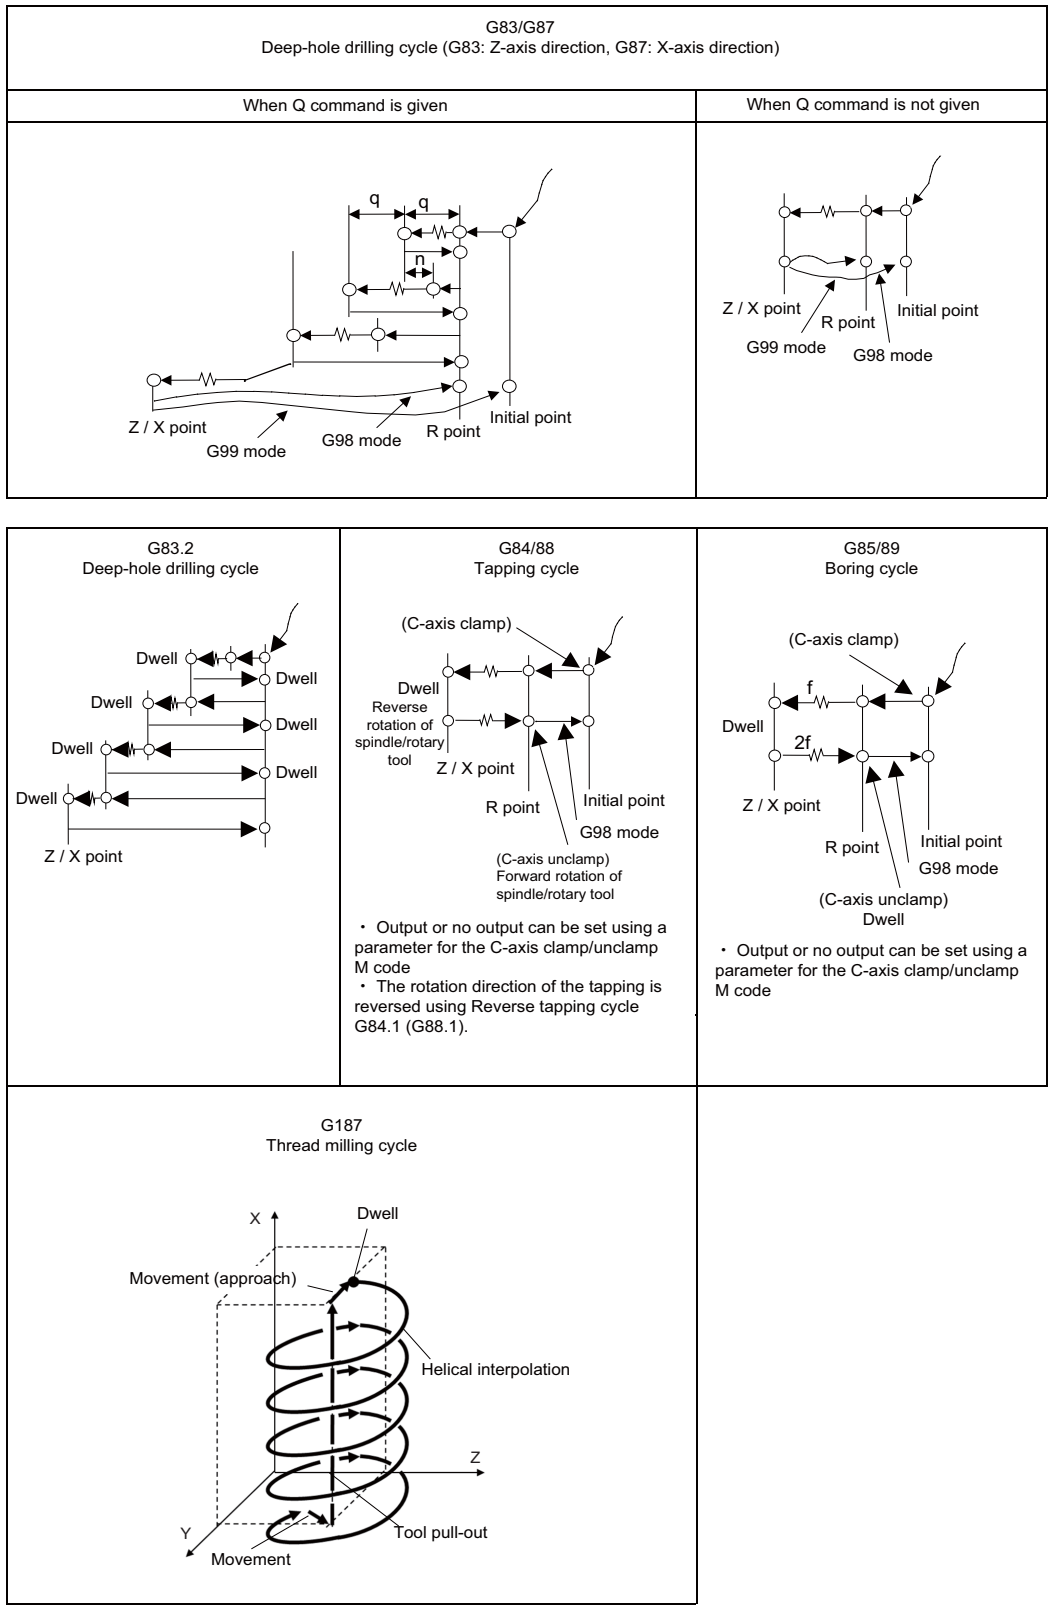 G83/G87
Deep-hole drilling cycle (G83: Z-axis direction, G87: X-axis direction)
When Q command is given
When Q command is not given
q
q
n
Z / X point
G99 mode
G98 mode
R point
Initial point
Z / X point
R point
Initial point
G99 mode
G98 mode
G83.2
Deep-hole drilling cycle
Dwell
Dwell
Dwell
Dwell
Dwell
Dwell
Dwell
Z / X point
G84/88
Tapping cycle
(C-axis clamp)
Dwell
Reverse
rotation of
spindle/rotary
tool
Z / X point
R point
Initial point
G98 mode
(C-axis unclamp)
Forward rotation of
spindle/rotary tool
・ Output or no output can be set using a
parameter for the C-axis clamp/unclamp
M code
・ The rotation direction of the tapping is
reversed using Reverse tapping cycle
G84.1 (G88.1).
G85/89
Boring cycle
(C-axis clamp)
f
Dwell
2f
Z / X point
R point
Initial point
G98 mode
(C-axis unclamp)
Dwell
・ Output or no output can be set using a
parameter for the C-axis clamp/unclamp
M code
G187
Thread milling cycle
Dwell
X
Movement (approach)
Helical interpolation
Z
Y
Tool pull-out
Movement